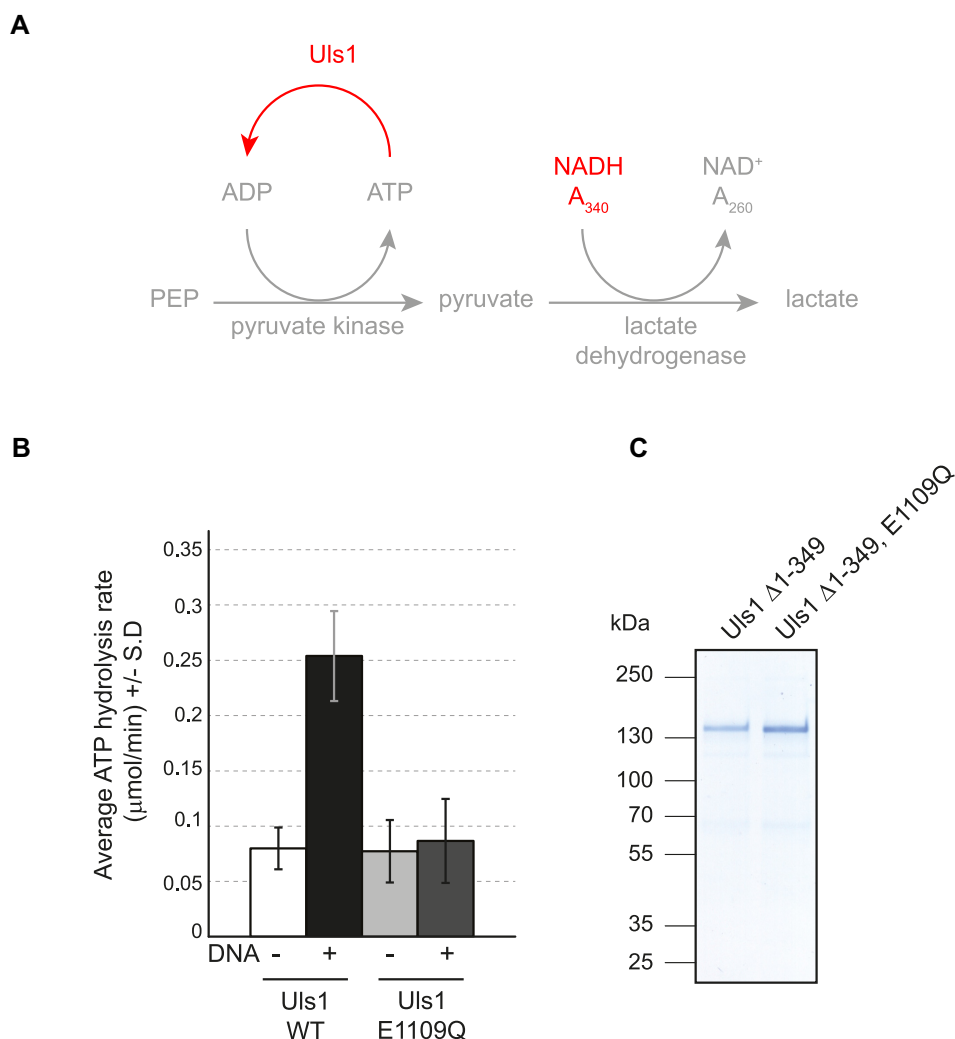 A
Uls1
ADP
ATP
NADH
A340
NAD+
A260
PEP
pyruvate
lactate
pyruvate kinase
lactate
dehydrogenase
B
Average ATP hydrolysis rate
(μmol/min) +/- S.D
0.35
0.3
0.25
0.2
0.15
0.1
0.05
0
DNA - + - +
Uls1
WT
Uls1
E1109Q
C
kDa
Uls1 Δ1-349
Uls1 Δ1-349, E1109Q
250
130
100
70
55
35
25